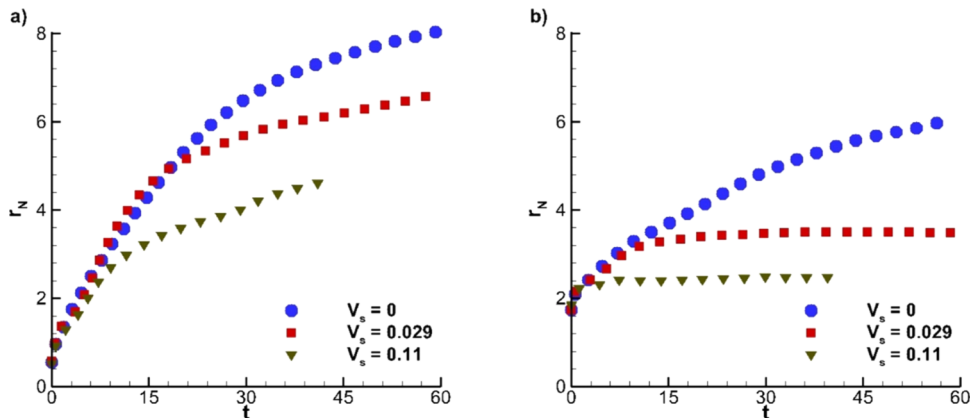 a)
8
6
4
2
0
r_N
0
15
30
45
60
t
V_s = 0
V_s = 0.029
V_s = 0.11
b)
8
6
4
2
0
r_N
0
15
30
45
60
t
V_s = 0
V_s = 0.029
V_s = 0.11